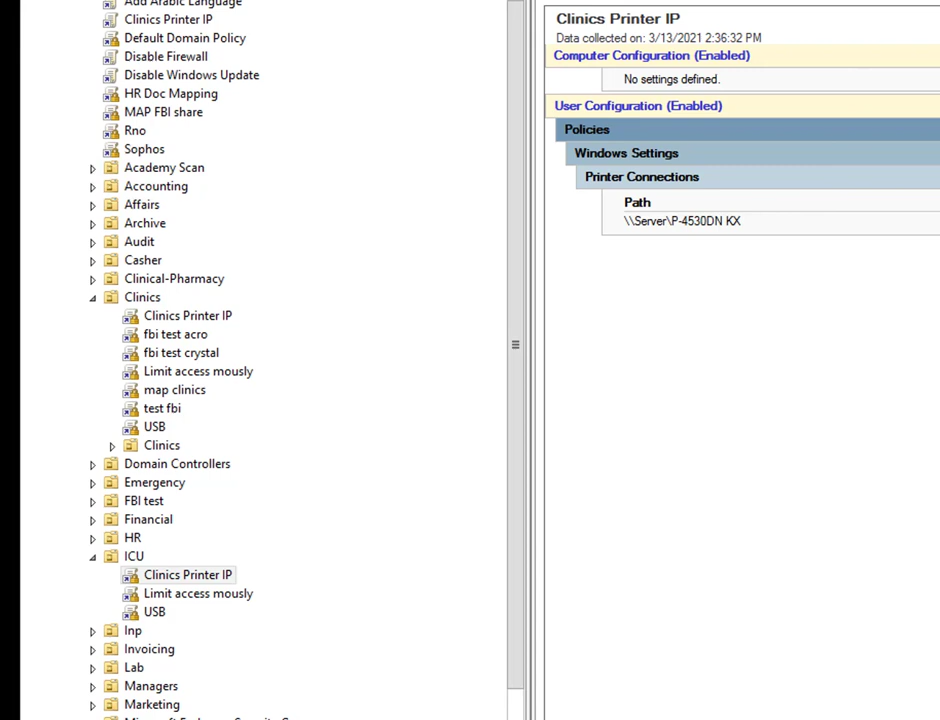 Add Arabic Language
Clinics Printer IP
Default Domain Policy
Disable Firewall
Disable Windows Update
HR Doc Mapping
MAP FBI share
Rno
Sophos
Academy Scan
Accounting
Affairs
Archive
Audit
Casher
Clinical-Pharmacy
Clinics
Clinics Printer IP
fbi test acro
fbi test crystal
Limit access mously
map clinics
test fbi
USB
Clinics
Domain Controllers
Emergency
FBI test
Financial
HR
ICU
Clinics Printer IP
Limit access mously
USB
Inp
Invoicing
Lab
Managers
Marketing
Clinics Printer IP
Data collected on: 3/13/2021 2:36:32 PM
Computer Configuration (Enabled)
No settings defined.
User Configuration (Enabled)
Policies
Windows Settings
Printer Connections
Path
\\Server\P-4530DN KX